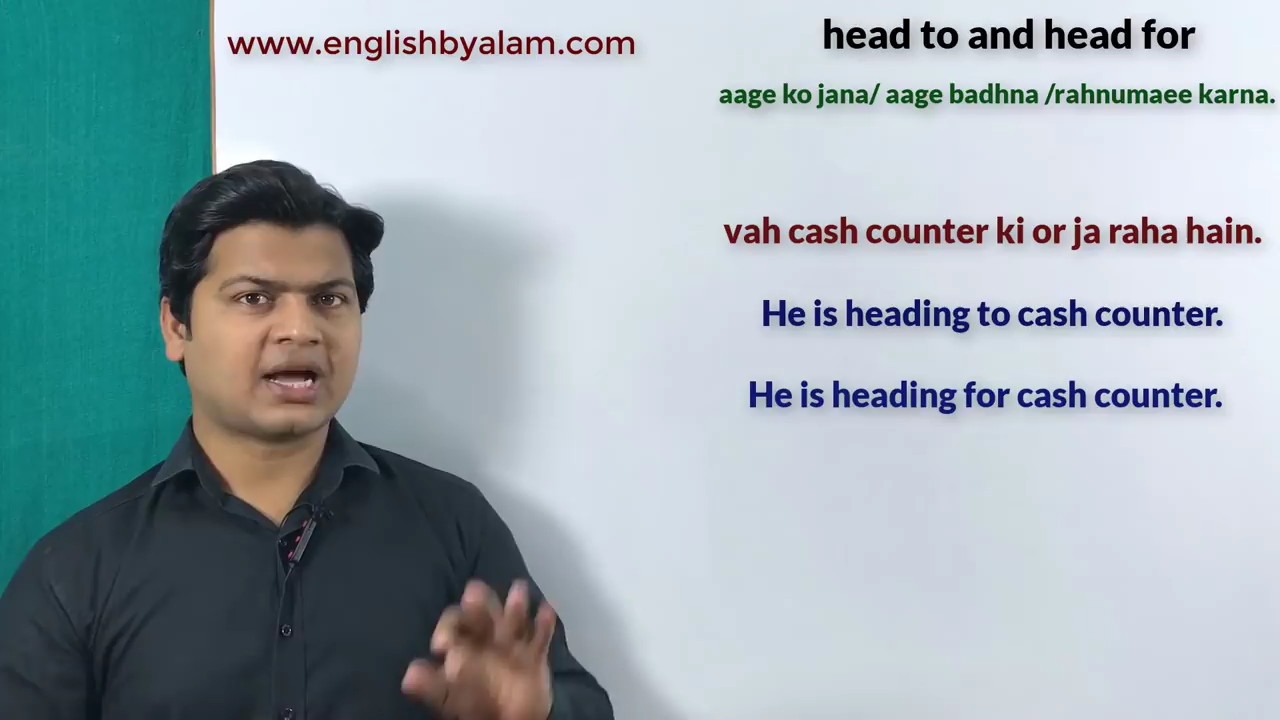 www.englishbyalam.com
head to and head for
aage ko jana/ aage badhna /rahnumaee karna.
vah cash counter ki or ja raha hain.
He is heading to cash counter.
He is heading for cash counter.